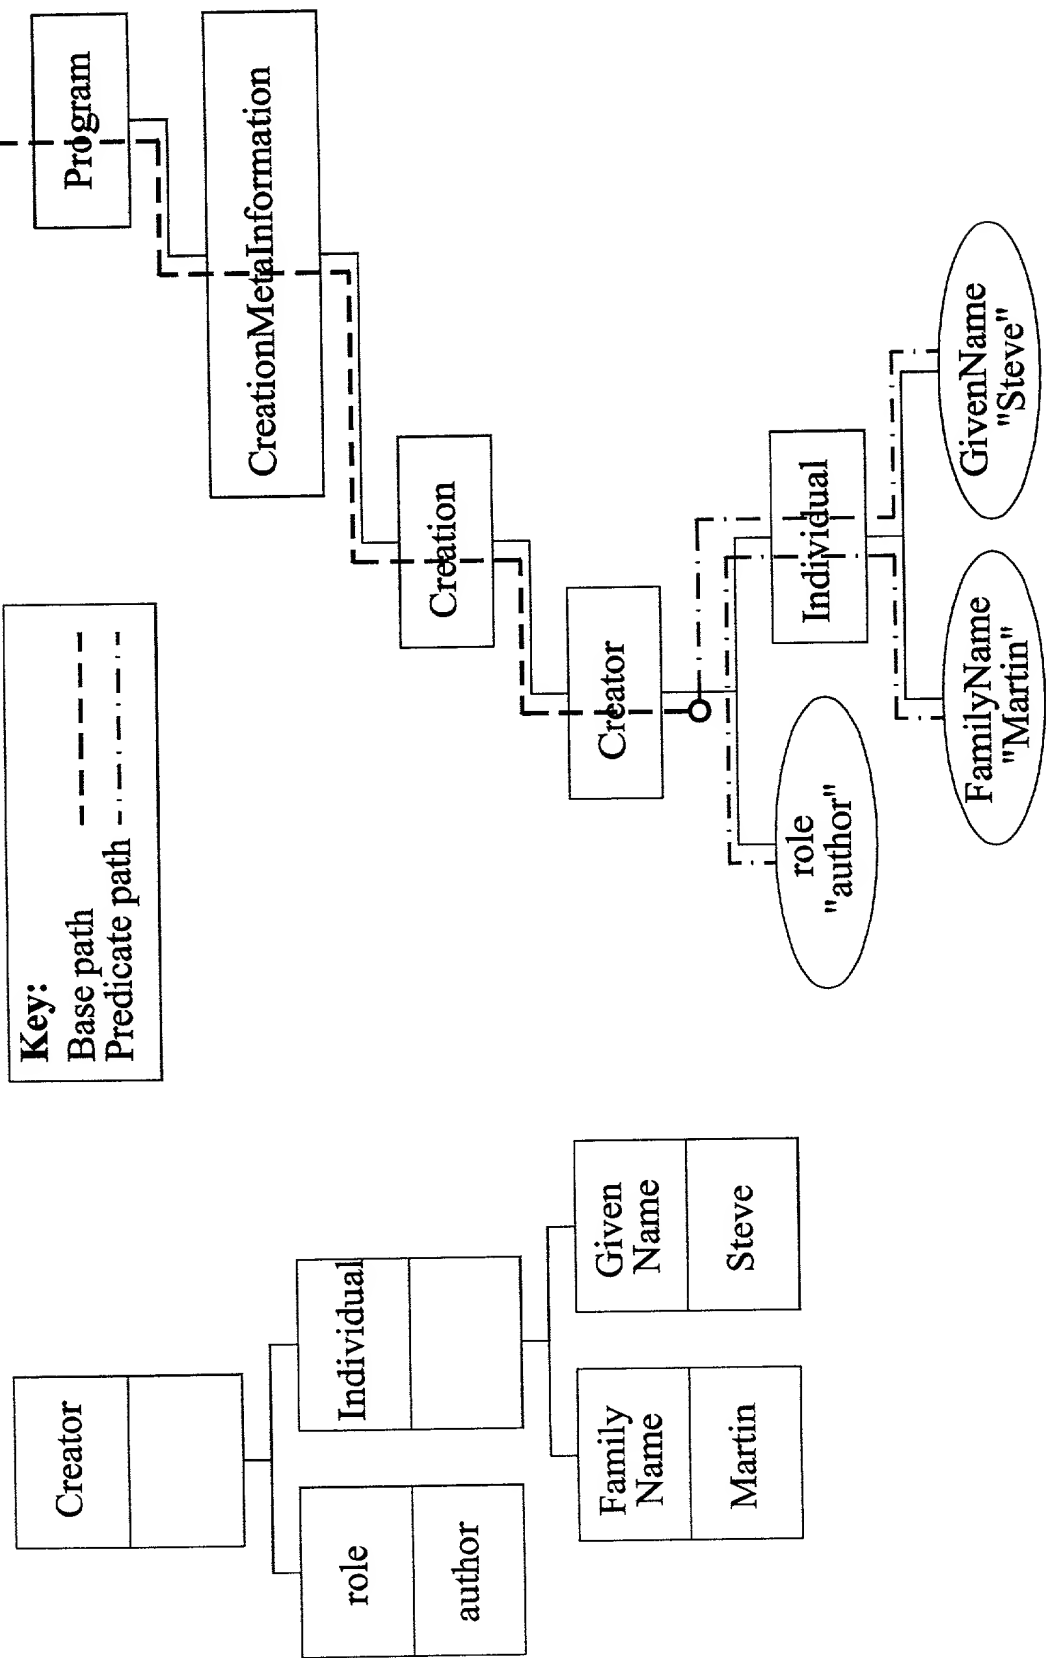 Creator
role
author
Individual
Family
Name
Martin
Given
Name
Steve
Key:
Base path
Predicate path
Program
CreationMetaInformation
Creation
Creator
role
"author"
Individual
FamilyName
"Martin"
GivenName
"Steve"